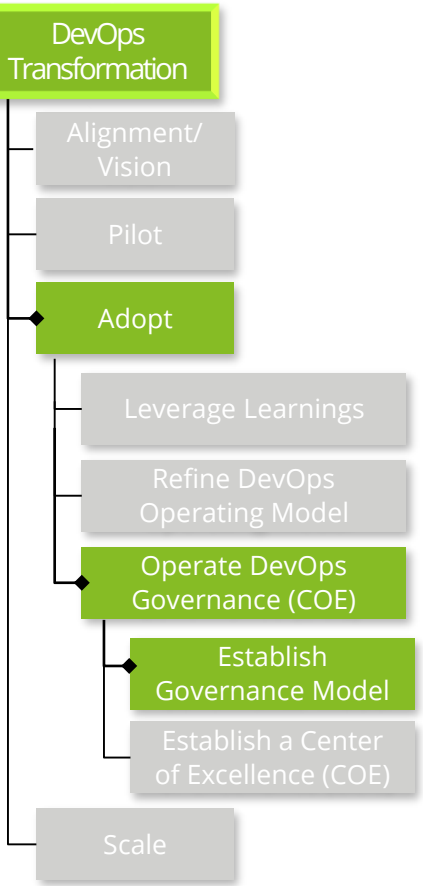 DevOps
Transformation
Alignment/
Vision
Pilot
Adopt
Leverage Learnings
Refine DevOps
Operating Model
Operate DevOps
Governance (COE)
Establish
Governance Model
Establish a Center
of Excellence (COE)
Scale